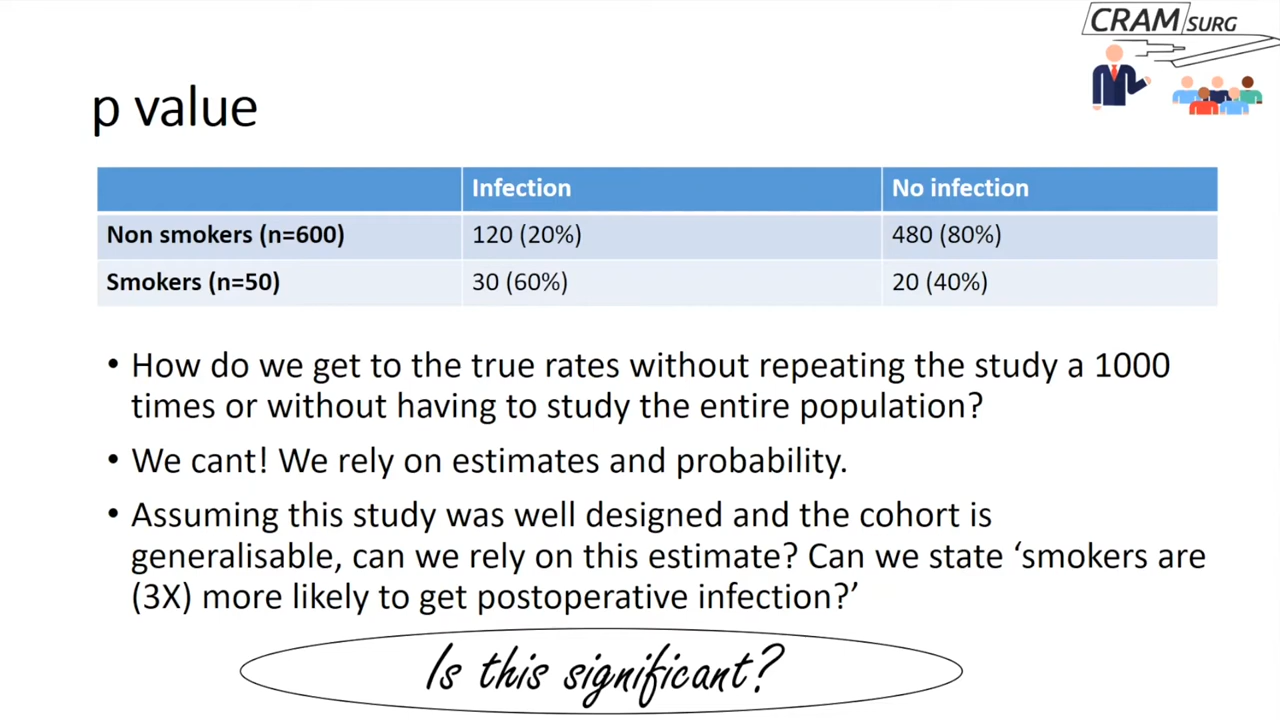 CRAM SURG
p value
Infection No infection
Non smokers (n=600) 120 (20%) 480 (80%)
Smokers (n=50) 30 (60%) 20 (40%)
• How do we get to the true rates without repeating the study a 1000
times or without having to study the entire population?
• We cant! We rely on estimates and probability.
• Assuming this study was well designed and the cohort is
generalisable, can we rely on this estimate? Can we state ‘smokers are
(3X) more likely to get postoperative infection?’
Is this significant?